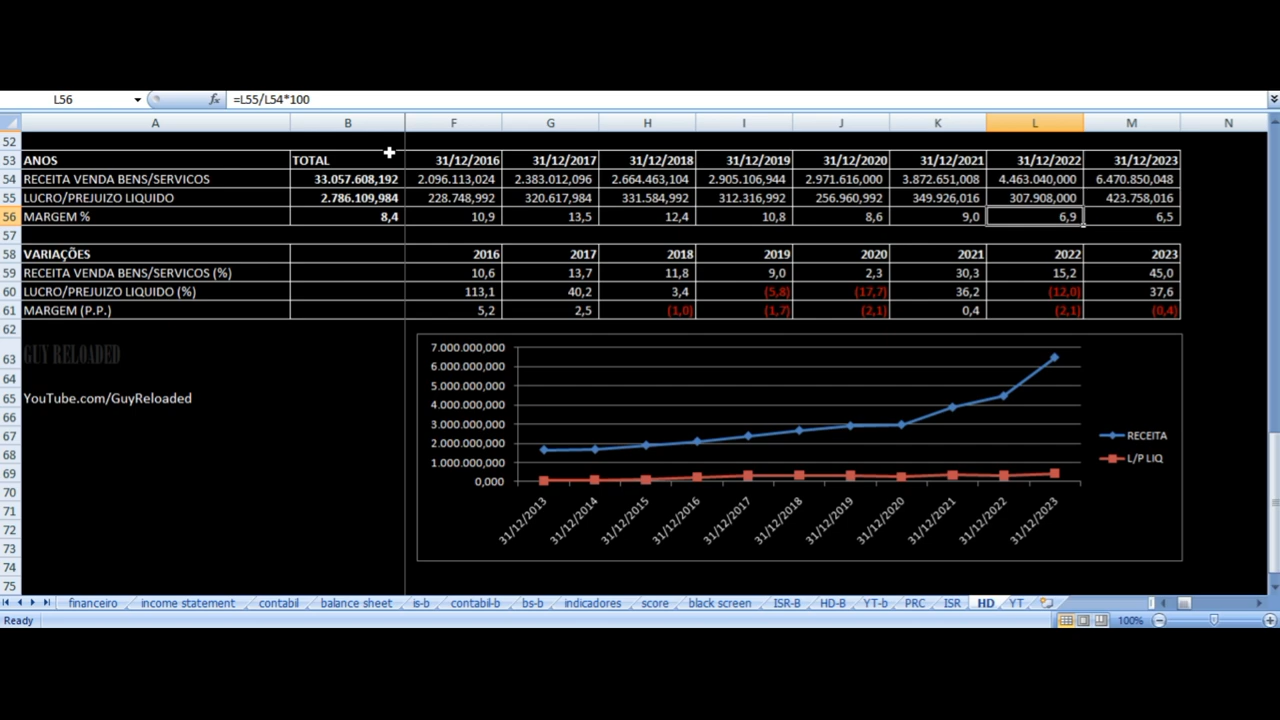 L56 fx =L55/L54*100
A B F G H I J K L M N
52
53 ANOS TOTAL 31/12/2016 31/12/2017 31/12/2018 31/12/2019 31/12/2020 31/12/2021 31/12/2022 31/12/2023
54 RECEITA VENDA BENS/SERVICOS 33.057.608,192 2.096.113,024 2.383.012,096 2.664.463,104 2.905.106,944 2.971.616,000 3.872.651,008 4.463.040,000 6.470.850,048
55 LUCRO/PREJUIZO LIQUIDO 2.786.109,984 228.748,992 320.617,984 331.584,992 312.316,992 256.960,992 349.926,016 307.908,000 423.758,016
56 MARGEM % 8,4 10,9 13,5 12,4 10,8 8,6 9,0 6,9 6,5
57
58 VARIAÇÕES 2016 2017 2018 2019 2020 2021 2022 2023
59 RECEITA VENDA BENS/SERVICOS (%) 10,6 13,7 11,8 9,0 2,3 30,3 15,2 45,0
60 LUCRO/PREJUIZO LIQUIDO (%) 113,1 40,2 3,4 (5,8) (17,7) 36,2 (12,0) 37,6
61 MARGEM (P.P.) 5,2 2,5 (1,0) (1,7) (2,1) 0,4 (2,1) (0,4)
62
63 GUY RELOADED
64
65 YouTube.com/GuyReloaded
66
67
68
69
70
71
72
73
74
75
7.000.000,000
6.000.000,000
5.000.000,000
4.000.000,000
3.000.000,000
2.000.000,000
1.000.000,000
0,000
31/12/2013 31/12/2014 31/12/2015 31/12/2016 31/12/2017 31/12/2018 31/12/2019 31/12/2020 31/12/2021 31/12/2022 31/12/2023
RECEITA
L/P LIQ
financeiro income statement contabil balance sheet is-b contabil-b bs-b indicadores score black screen ISR-B HD-B YT-b PRC ISR HD YT
Ready 100%